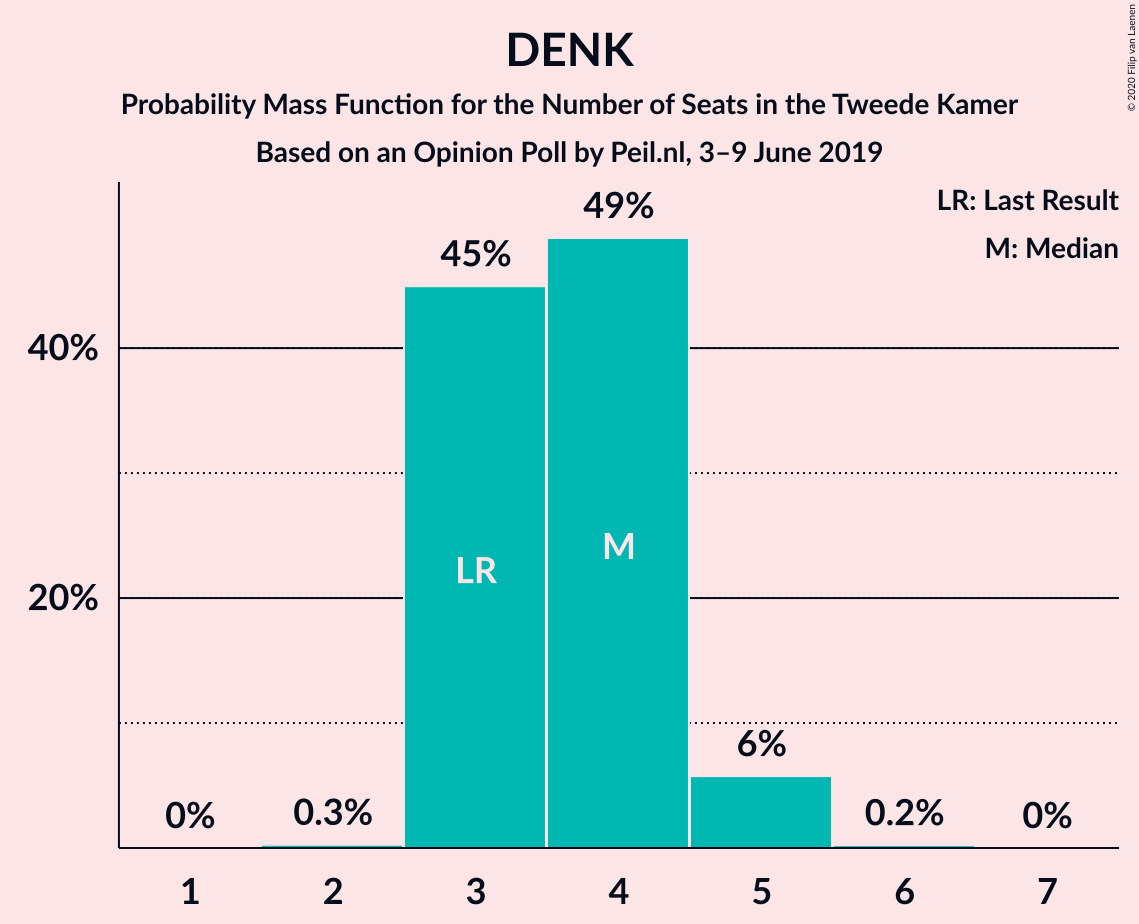 DENK
Probability Mass Function for the Number of Seats in the Tweede Kamer
Based on an Opinion Poll by Peil.nl, 3–9 June 2019
© 2020 Filip van Laenen
LR: Last Result
M: Median
49%
45%
40%
LR
M
20%
6%
0%
0.3%
0.2%
0%
1
2
3
4
5
6
7